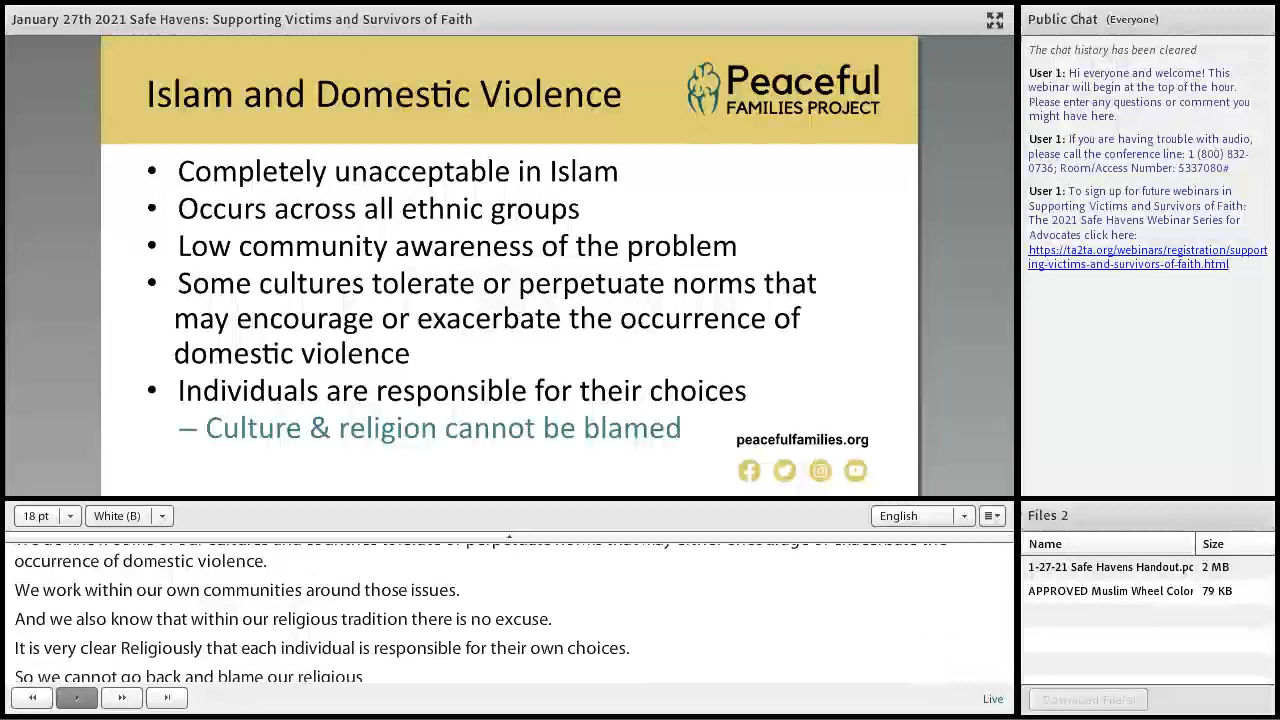 January 27th 2021 Safe Havens: Supporting Victims and Survivors of Faith
Islam and Domestic Violence
Peaceful
FAMILIES PROJECT
• Completely unacceptable in Islam
• Occurs across all ethnic groups
• Low community awareness of the problem
• Some cultures tolerate or perpetuate norms that
may encourage or exacerbate the occurrence of
domestic violence
• Individuals are responsible for their choices
– Culture & religion cannot be blamed
peacefulfamilies.org
18 pt
White (B)
English
occurrence of domestic violence.
We work within our own communities around those issues.
And we also know that within our religious tradition there is no excuse.
It is very clear Religiously that each individual is responsible for their own choices.
So we cannot go back and blame our religious
Live
Public Chat (Everyone)
The chat history has been cleared
User 1: Hi everyone and welcome! This
webinar will begin at the top of the hour.
Please enter any questions or comment you
might have here.
User 1: If you are having trouble with audio,
please call the conference line: 1 (800) 832-
0736; Room/Access Number: 5337080#
User 1: To sign up for future webinars in
Supporting Victims and Survivors of Faith:
The 2021 Safe Havens Webinar Series for
Advocates click here:
https://ta2ta.org/webinars/registration/support
ing-victims-and-survivors-of-faith.html
Files 2
Name Size
1-27-21 Safe Havens Handout.pc 2 MB
APPROVED Muslim Wheel Color 79 KB
Download File(s)